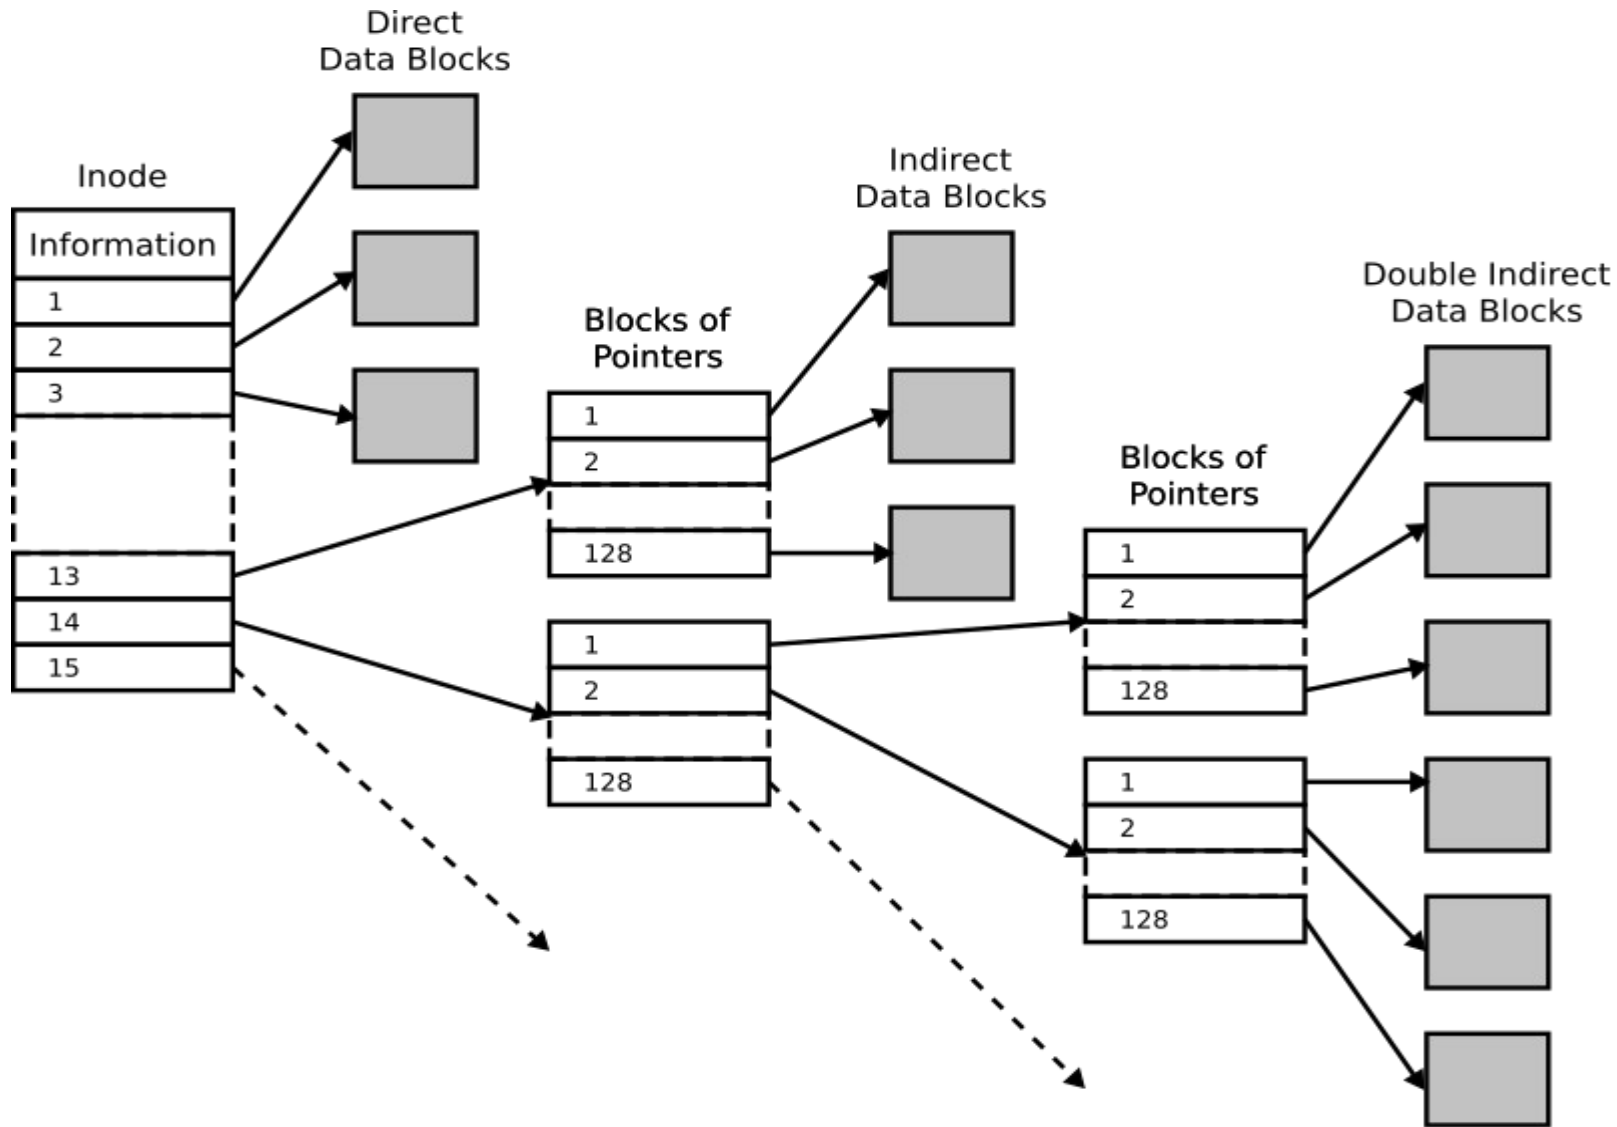 Direct
Data Blocks
Inode
Information
1
2
3
13
14
15
Blocks of
Pointers
1
2
128
1
2
128
Indirect
Data Blocks
Blocks of
Pointers
1
2
128
1
2
128
Double Indirect
Data Blocks